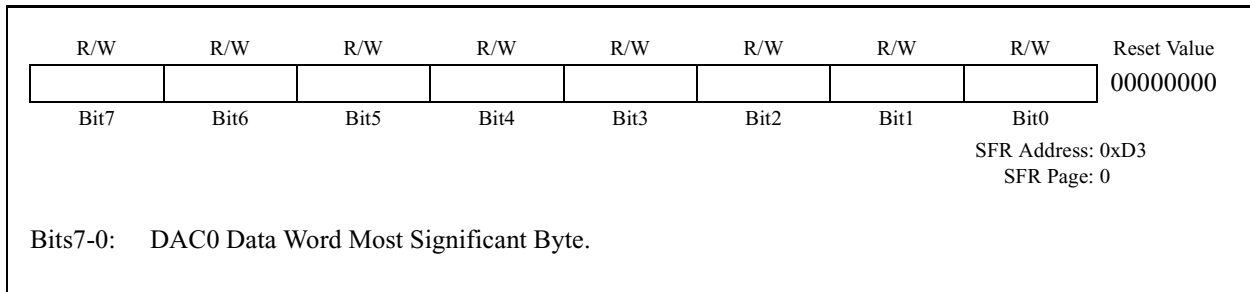 R/W R/W R/W R/W R/W R/W R/W R/W Reset Value
00000000
Bit7 Bit6 Bit5 Bit4 Bit3 Bit2 Bit1 Bit0
SFR Address: 0xD3
SFR Page: 0
Bits7-0: DAC0 Data Word Most Significant Byte.